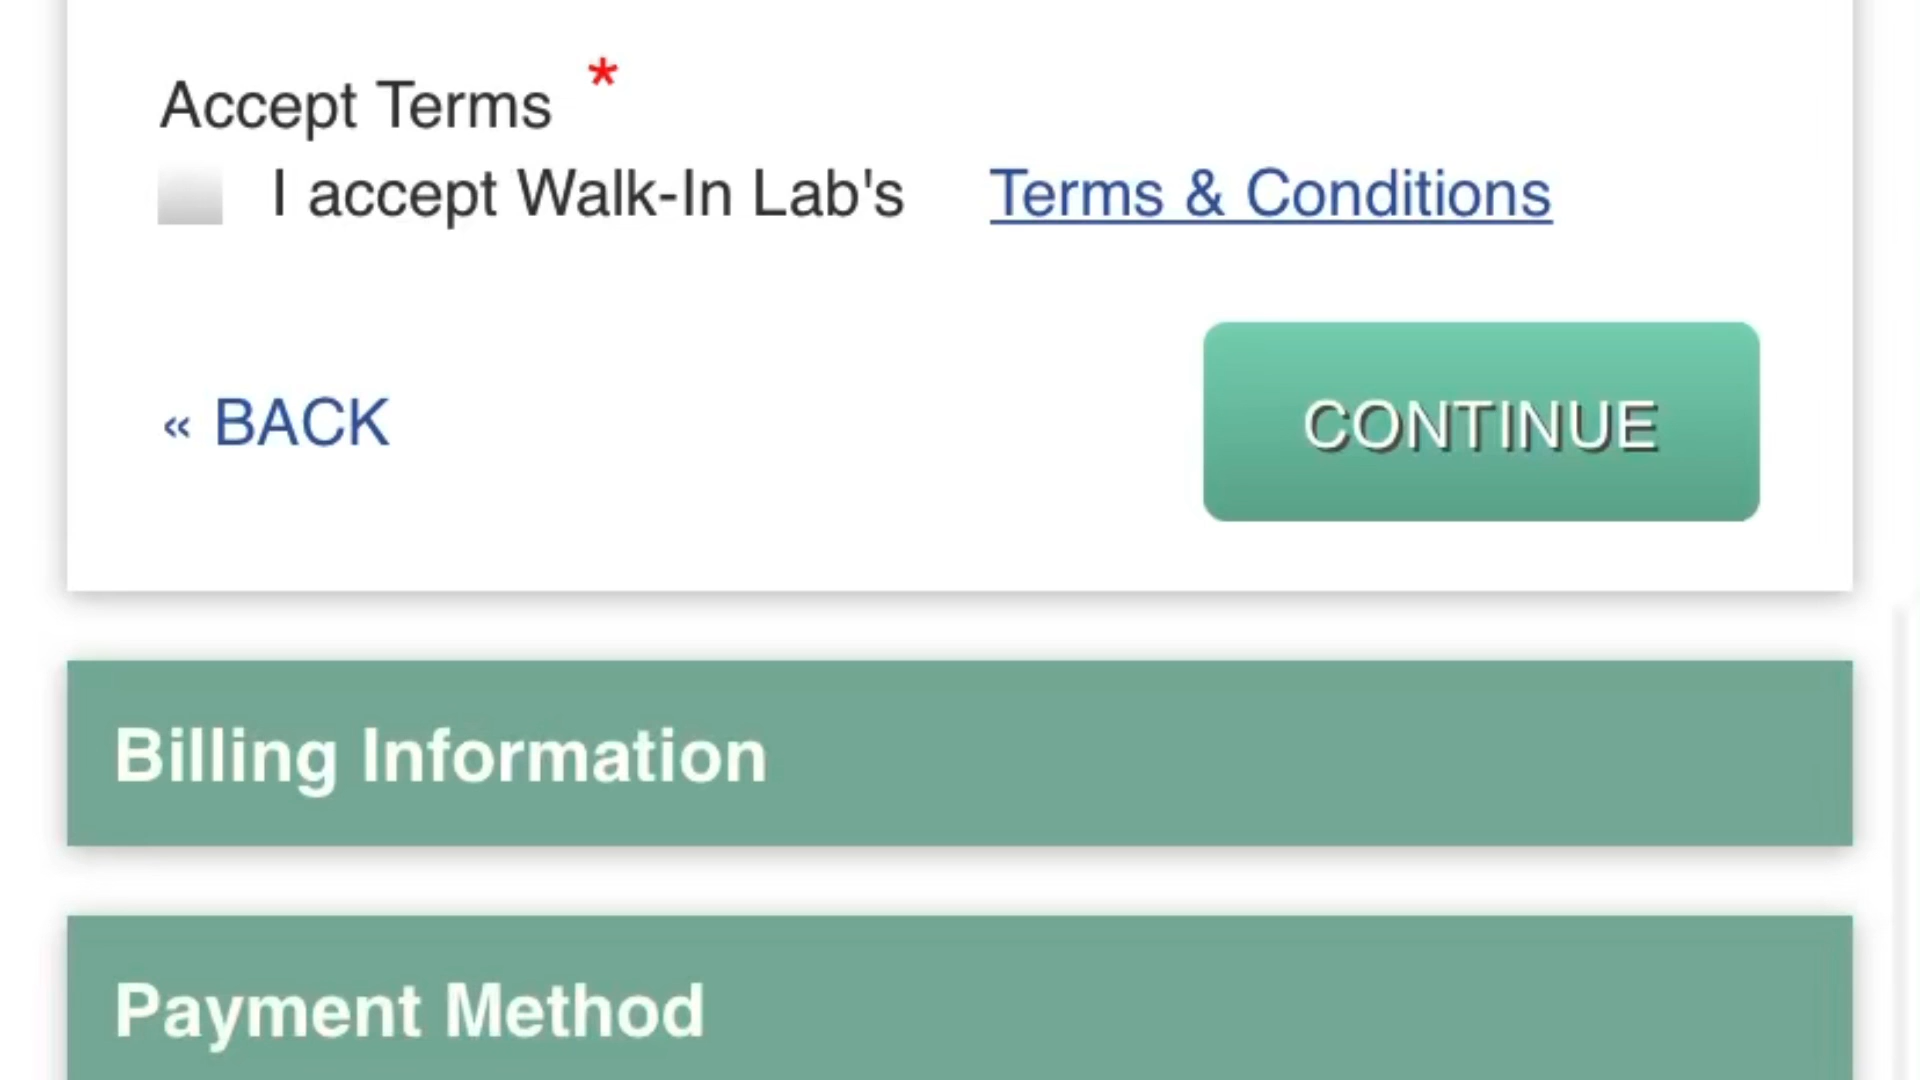 Accept Terms *
I accept Walk-In Lab's Terms & Conditions
« BACK
CONTINUE
Billing Information
Payment Method